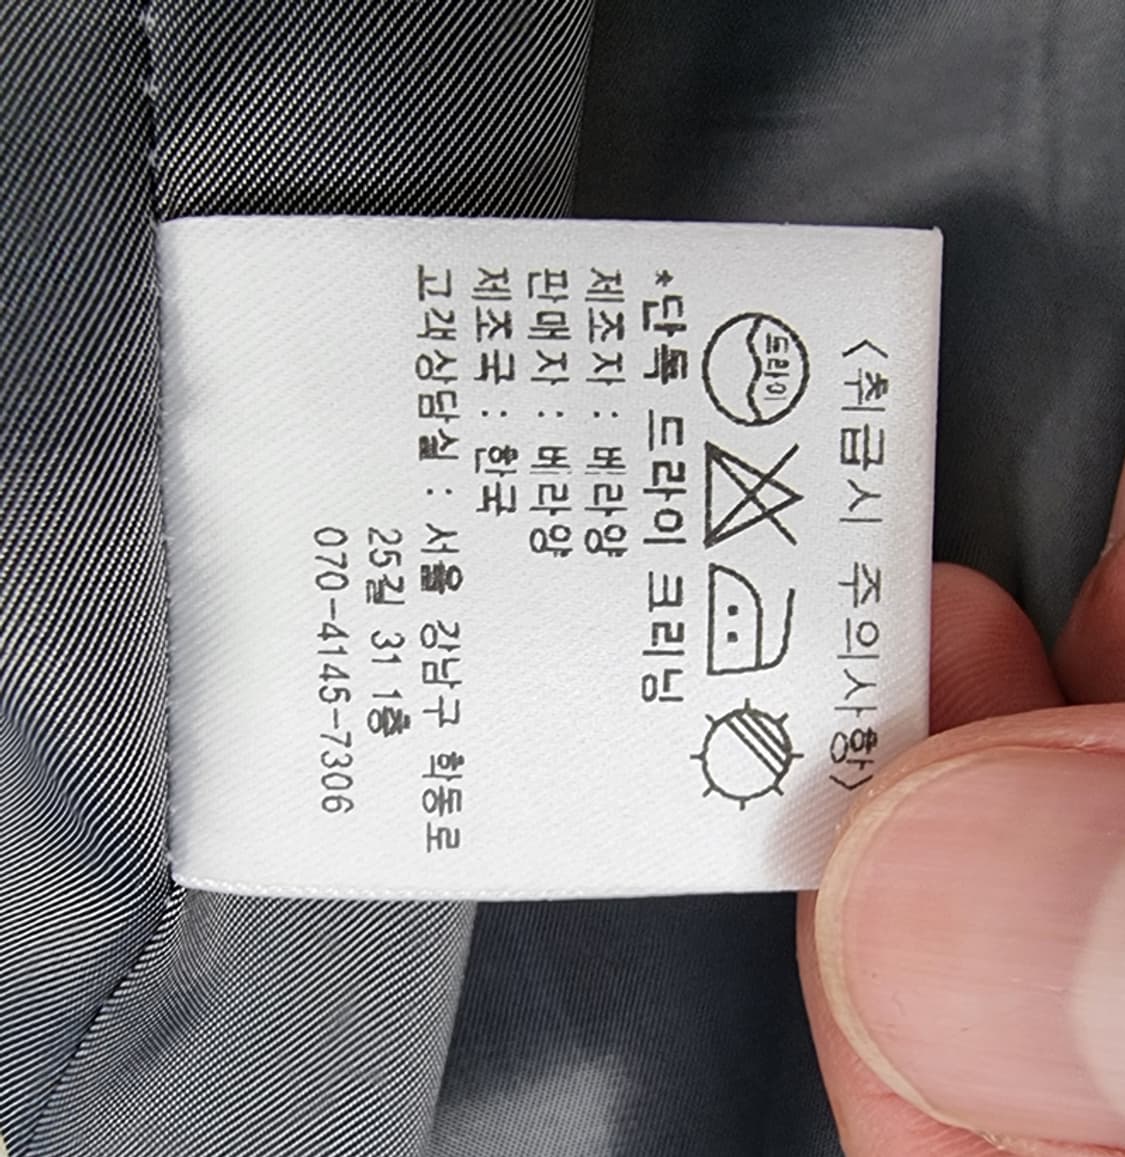 <취급시 주의사항>
드라이
*단독 드라이 크리닝
제조자 : 베라양
판매자 : 베라양
제조국 : 한국
고객상담실 : 서울 강남구 학동로
25길 31 1층
070-4145-7306